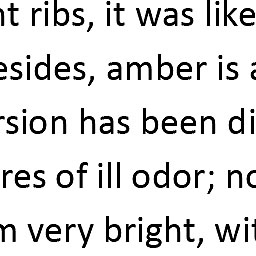 nt ribs, it was like
esides, amber is a
rsion has been di
res of ill odor; no
m very bright, wit